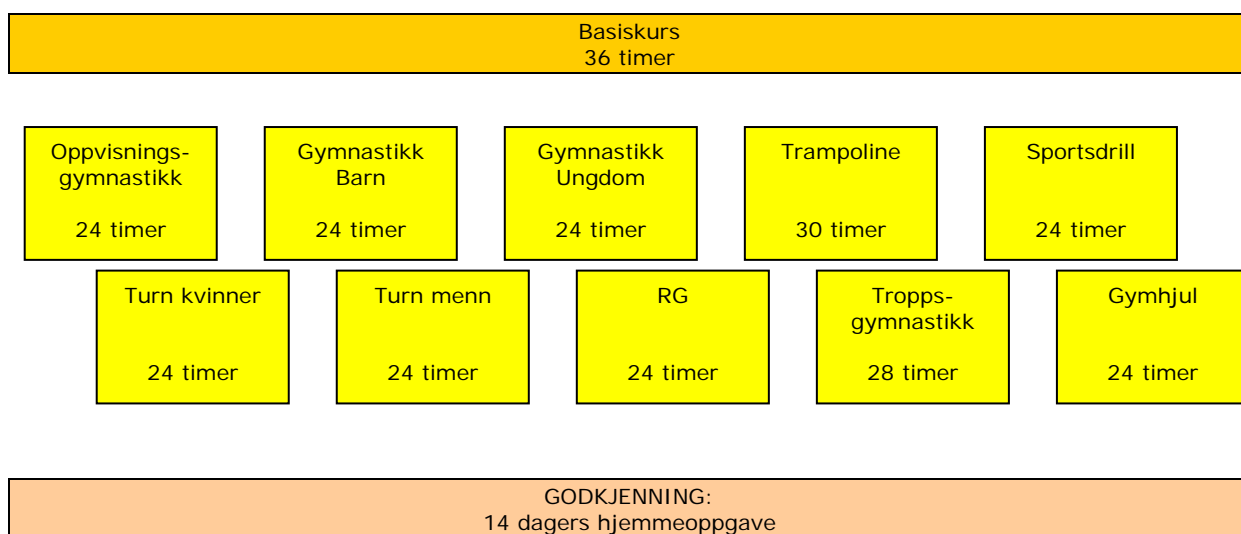 Basiskurs
36 timer
Oppvisnings-
gymnastikk
24 timer
Gymnastikk
Barn
24 timer
Gymnastikk
Ungdom
24 timer
Trampoline
30 timer
Sportsdrill
24 timer
Turn kvinner
24 timer
Turn menn
24 timer
RG
24 timer
Tropps-
gymnastikk
28 timer
Gymhjul
24 timer
GODKJENNING:
14 dagers hjemmeoppgave